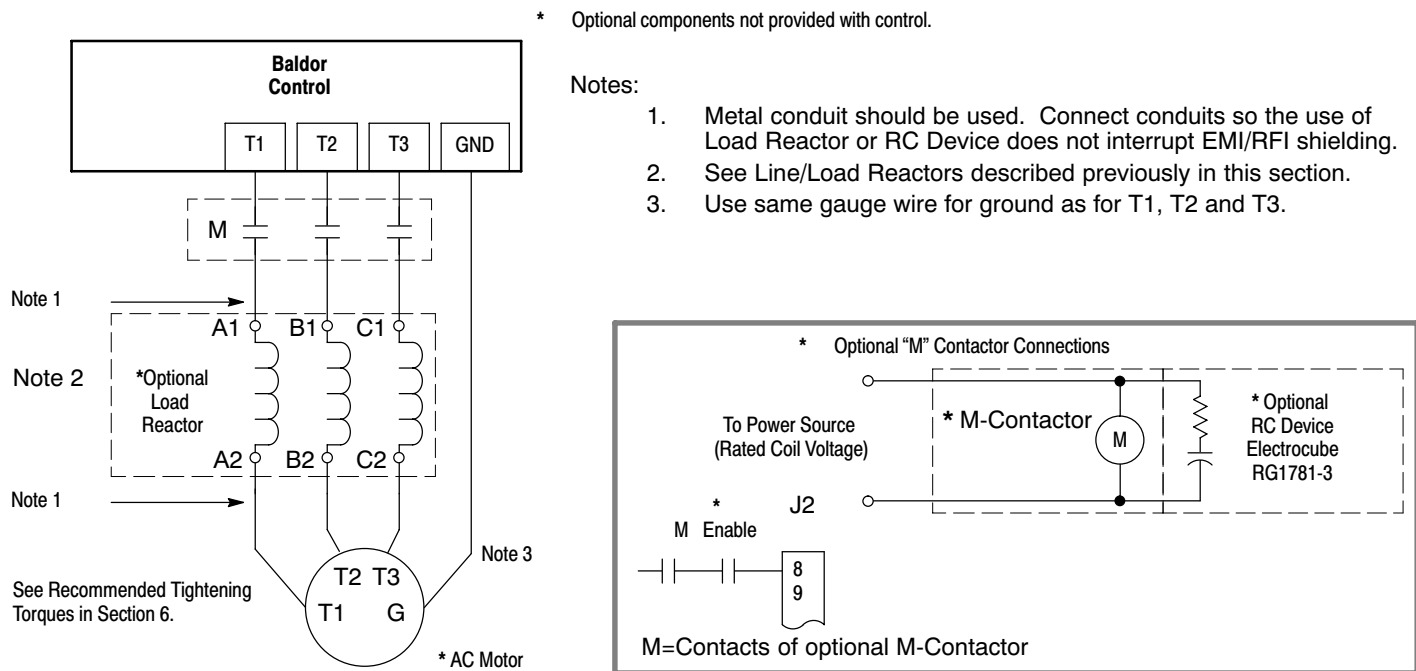 * Optional components not provided with control.
Baldor
Control
T1 T2 T3 GND
M
Notes:
1. Metal conduit should be used. Connect conduits so the use of
Load Reactor or RC Device does not interrupt EMI/RFI shielding.
2. See Line/Load Reactors described previously in this section.
3. Use same gauge wire for ground as for T1, T2 and T3.
Note 1
A1 B1 C1
Note 2
*Optional
Load
Reactor
A2 B2 C2
Note 1
Note 3
See Recommended Tightening
Torques in Section 6.
T2 T3
T1 G
* AC Motor
* Optional “M” Contactor Connections
To Power Source
(Rated Coil Voltage)
* M-Contactor
M
* Optional
RC Device
Electrocube
RG1781-3
J2
*
M Enable
8
9
M=Contacts of optional M-Contactor